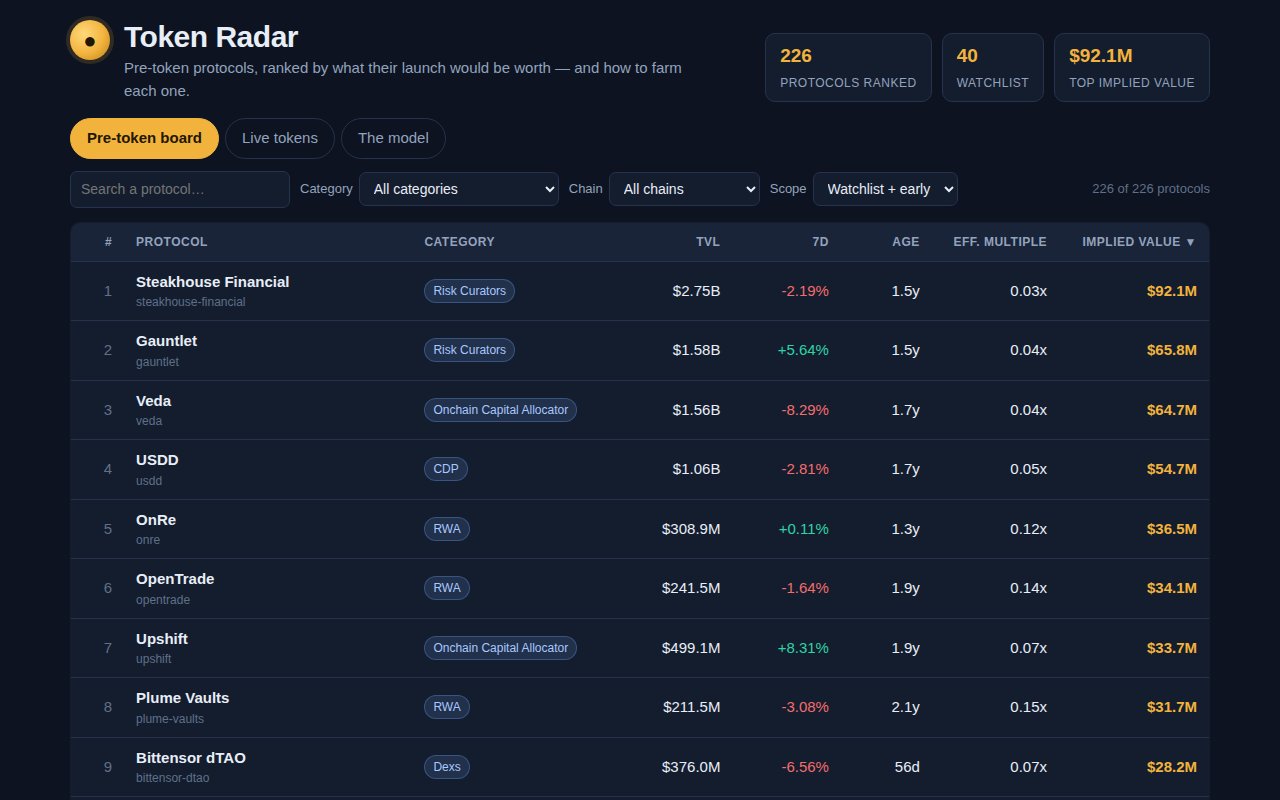 Token Radar
Pre-token protocols, ranked by what their launch would be worth — and how to farm
each one.
226
PROTOCOLS RANKED
40
WATCHLIST
$92.1M
TOP IMPLIED VALUE
Pre-token board
Live tokens
The model
Search a protocol…
Category All categories
Chain All chains
Scope Watchlist + early
226 of 226 protocols
# PROTOCOL CATEGORY TVL 7D AGE EFF. MULTIPLE IMPLIED VALUE ▼
1 Steakhouse Financial Risk Curators $2.75B -2.19% 1.5y 0.03x $92.1M
steakhouse-financial
2 Gauntlet Risk Curators $1.58B +5.64% 1.5y 0.04x $65.8M
gauntlet
3 Veda Onchain Capital Allocator $1.56B -8.29% 1.7y 0.04x $64.7M
veda
4 USDD CDP $1.06B -2.81% 1.7y 0.05x $54.7M
usdd
5 OnRe RWA $308.9M +0.11% 1.3y 0.12x $36.5M
onre
6 OpenTrade RWA $241.5M -1.64% 1.9y 0.14x $34.1M
opentrade
7 Upshift Onchain Capital Allocator $499.1M +8.31% 1.9y 0.07x $33.7M
upshift
8 Plume Vaults RWA $211.5M -3.08% 2.1y 0.15x $31.7M
plume-vaults
9 Bittensor dTAO Dexs $376.0M -6.56% 56d 0.07x $28.2M
bittensor-dtao